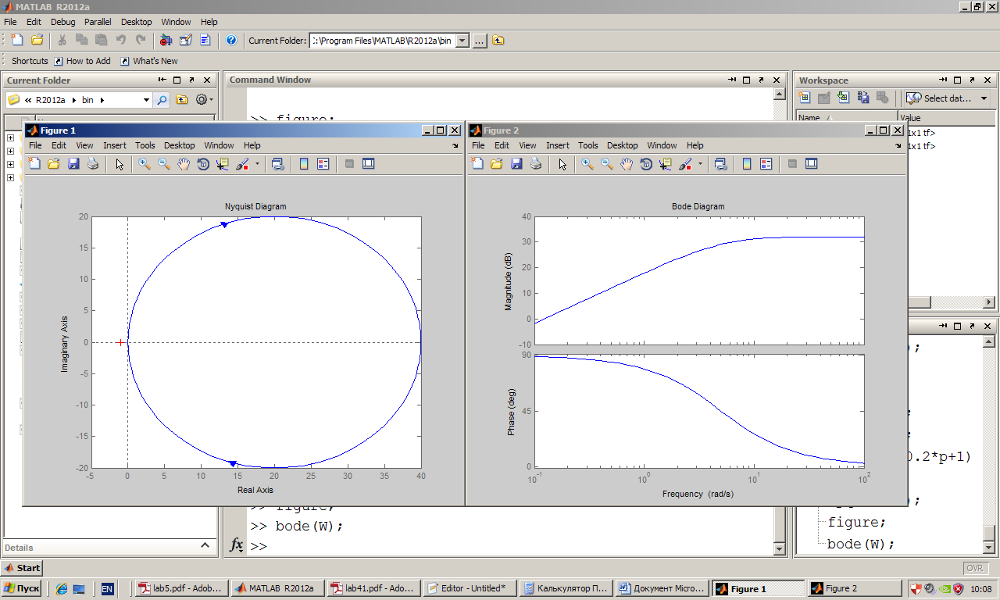 MATLAB R2012a
File Edit Debug Parallel Desktop Window Help
Current Folder: C:\Program Files\MATLAB\R2012a\bin ...
Shortcuts How to Add What's New
Current Folder
« R2012a bin
Command Window
>> figure;
Workspace
Select dat...
Name Value
1x1 tf>
1x1 tf>
Figure 1
File Edit View Insert Tools Desktop Window Help
Nyquist Diagram
Imaginary Axis
20
15
10
5
0
-5
-10
-15
-20
-5 0 5 10 15 20 25 30 35 40
Real Axis
Figure 2
File Edit View Insert Tools Desktop Window Help
Bode Diagram
Magnitude (dB)
40
30
20
10
0
-10
Phase (deg)
90
45
0
10^-1 10^0 10^1 10^2
Frequency (rad/s)
>> figure;
>> bode(W);
>>
fx
);
;
;
0.2*p+1)
);
figure;
bode(W);
Details
Start
OVR
Пуск
EN
lab5.pdf - Adob...
MATLAB R2012a
lab41.pdf - Ado...
Editor - Untitled*
Калькулятор П...
Документ Micro...
Figure 1
Figure 2
10:08